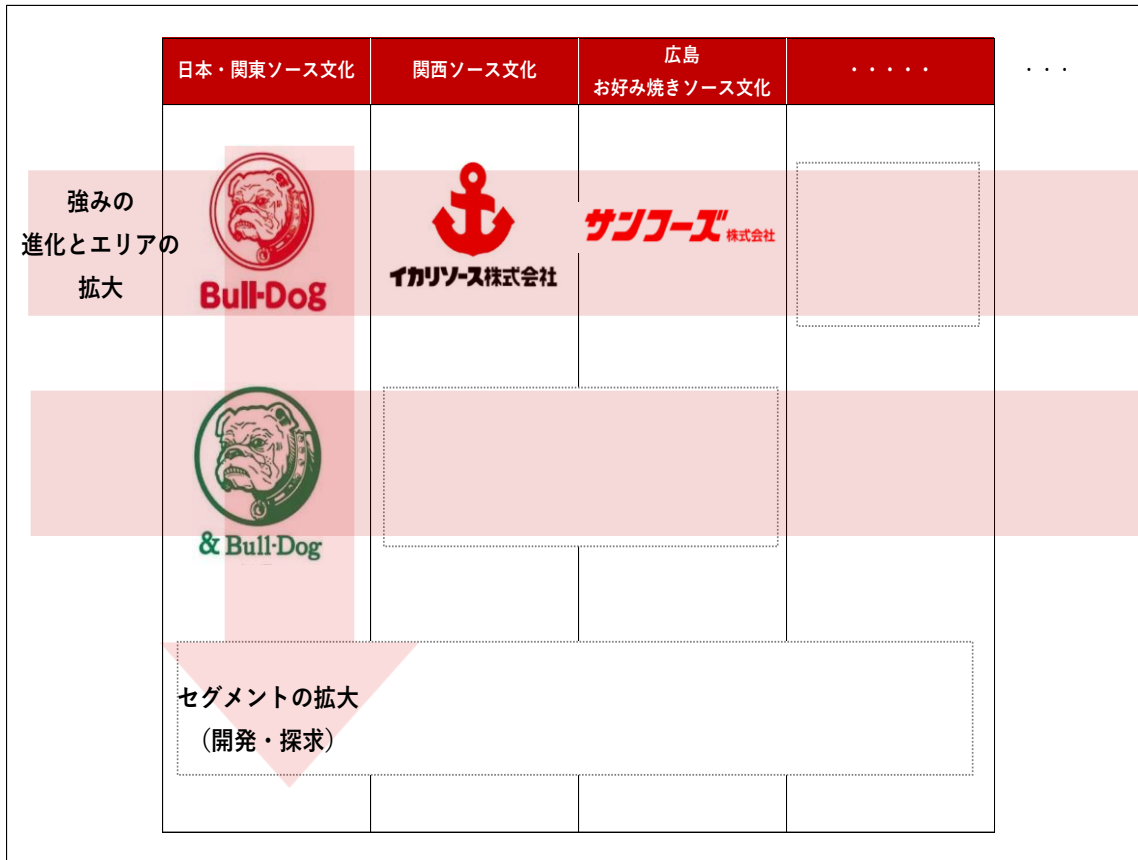 日本・関東ソース文化
関西ソース文化
広島
お好み焼きソース文化
・・・・・
・・・
強みの
進化とエリアの
拡大
Bull-Dog
イカリソース株式会社
サンフーズ 株式会社
& Bull-Dog
セグメントの拡大
（開発・探求）